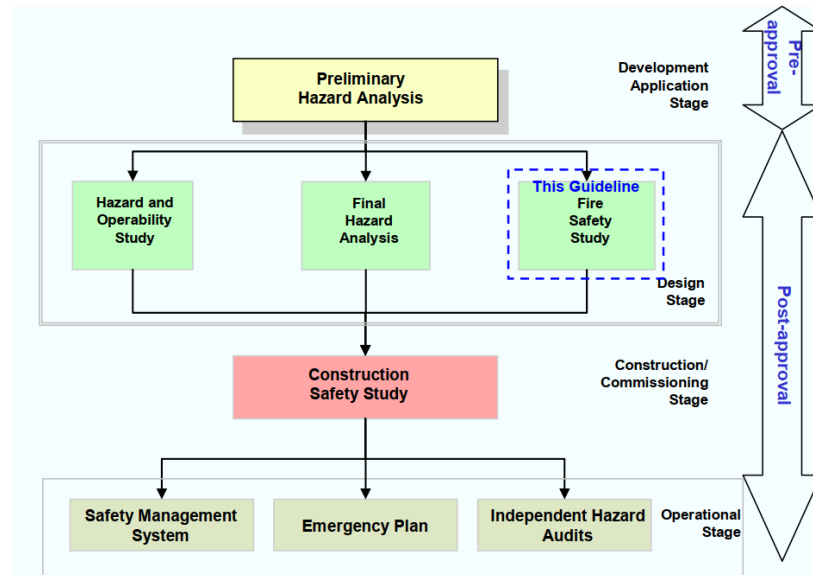 Preliminary
Hazard Analysis
Development
Application
Stage
Pre-
approval
Hazard and
Operability
Study
Final
Hazard
Analysis
This Guideline
Fire
Safety
Study
Design
Stage
Post-approval
Construction
Safety Study
Construction/
Commissioning
Stage
Safety Management
System
Emergency Plan
Independent Hazard
Audits
Operational
Stage